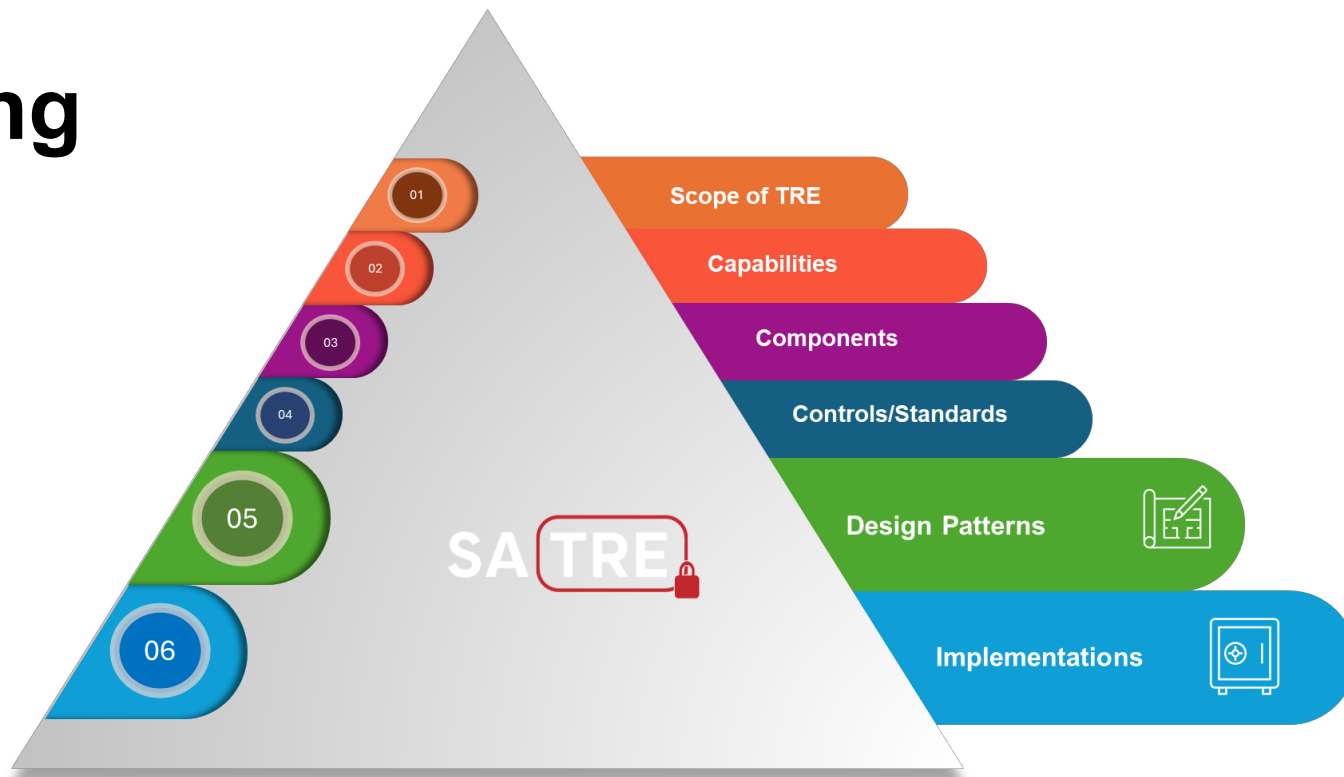 ng
01
Scope of TRE
02
Capabilities
03
Components
04
Controls/Standards
05
Design Patterns
SATRE
06
Implementations